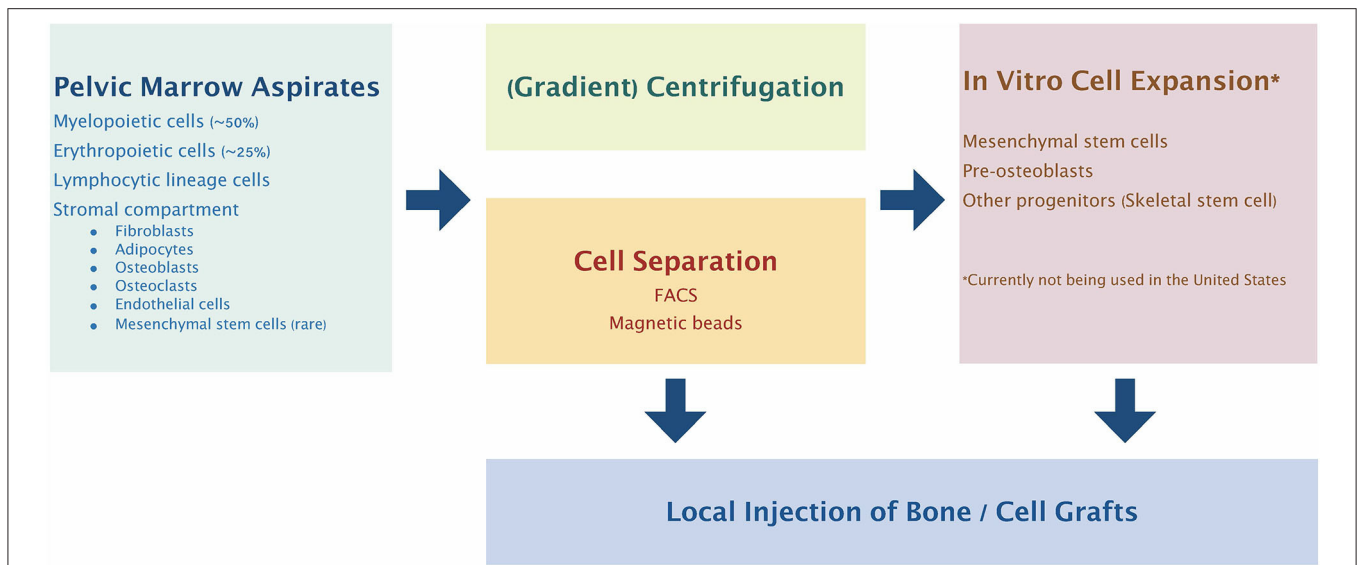 Pelvic Marrow Aspirates
Myelopoietic cells (~50%)
Erythropoietic cells (~25%)
Lymphocytic lineage cells
Stromal compartment
• Fibroblasts
• Adipocytes
• Osteoblasts
• Osteoclasts
• Endothelial cells
• Mesenchymal stem cells (rare)
(Gradient) Centrifugation
Cell Separation
FACS
Magnetic beads
In Vitro Cell Expansion*
Mesenchymal stem cells
Pre-osteoblasts
Other progenitors (Skeletal stem cell)
*Currently not being used in the United States
Local Injection of Bone / Cell Grafts